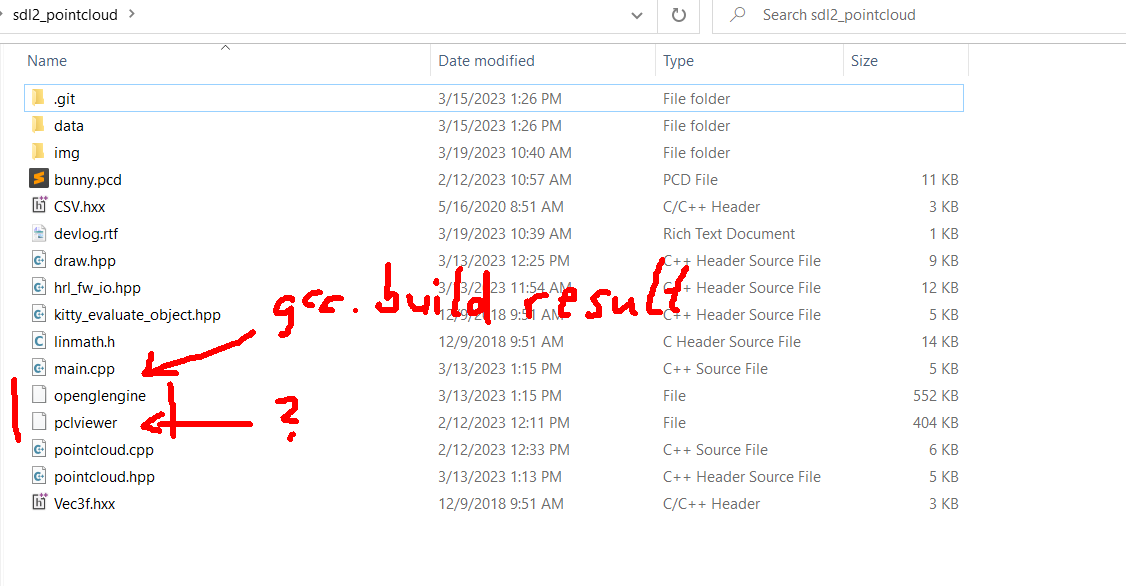 sdl2_pointcloud
Search sdl2_pointcloud
Name Date modified Type Size
.git 3/15/2023 1:26 PM File folder
data 3/15/2023 1:26 PM File folder
img 3/19/2023 10:40 AM File folder
bunny.pcd 2/12/2023 10:57 AM PCD File 11 KB
CSV.hxx 5/16/2020 8:51 AM C/C++ Header 3 KB
devlog.rtf 3/19/2023 10:39 AM Rich Text Document 1 KB
draw.hpp 3/13/2023 12:25 PM C++ Header Source File 9 KB
hrl_fw_io.hpp 3/13/2023 11:54 AM C++ Header Source File 12 KB
gcc. build result
kitty_evaluate_object.hpp 12/9/2018 9:51 AM C++ Header Source File 5 KB
linmath.h 12/9/2018 9:51 AM C Header Source File 14 KB
main.cpp 3/13/2023 1:15 PM C++ Source File 5 KB
openglengine 3/13/2023 1:15 PM File 552 KB
?
pclviewer 2/12/2023 12:11 PM File 404 KB
pointcloud.cpp 2/12/2023 12:33 PM C++ Source File 6 KB
pointcloud.hpp 3/13/2023 1:13 PM C++ Header Source File 5 KB
Vec3f.hxx 12/9/2018 9:51 AM C/C++ Header 3 KB